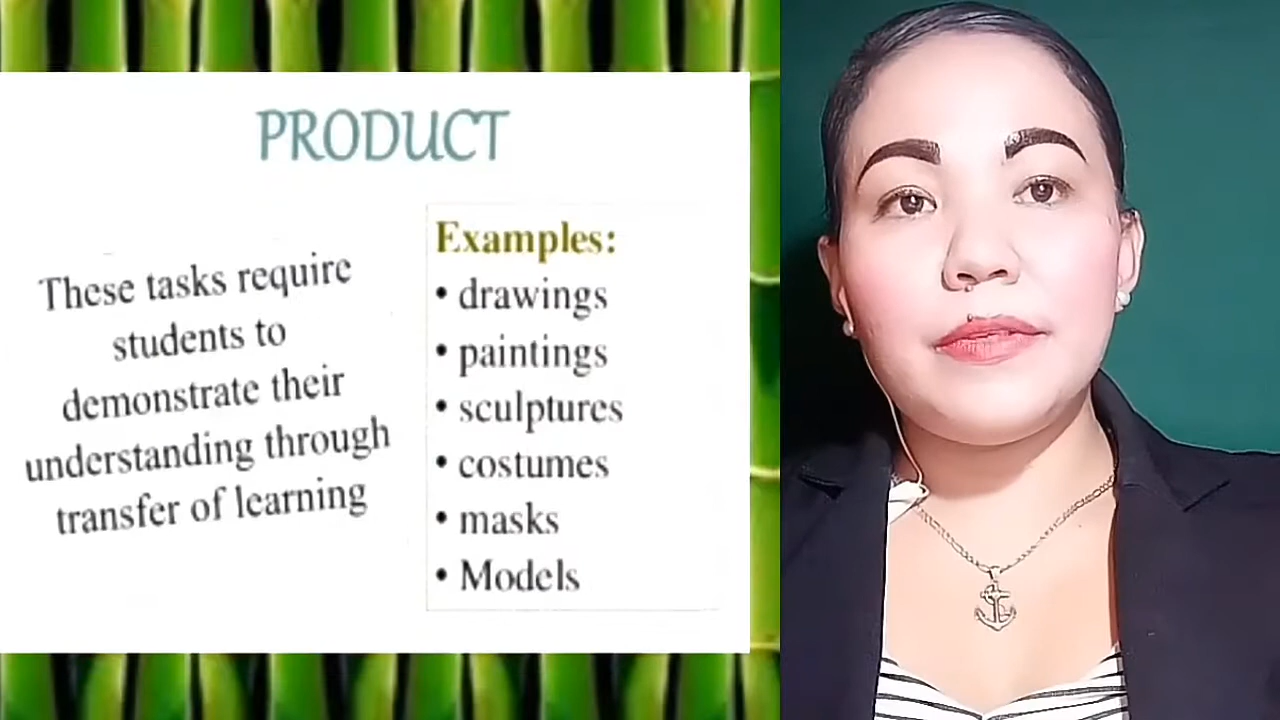 PRODUCT
These tasks require
students to
demonstrate their
understanding through
transfer of learning
Examples:
• drawings
• paintings
• sculptures
• costumes
• masks
• Models